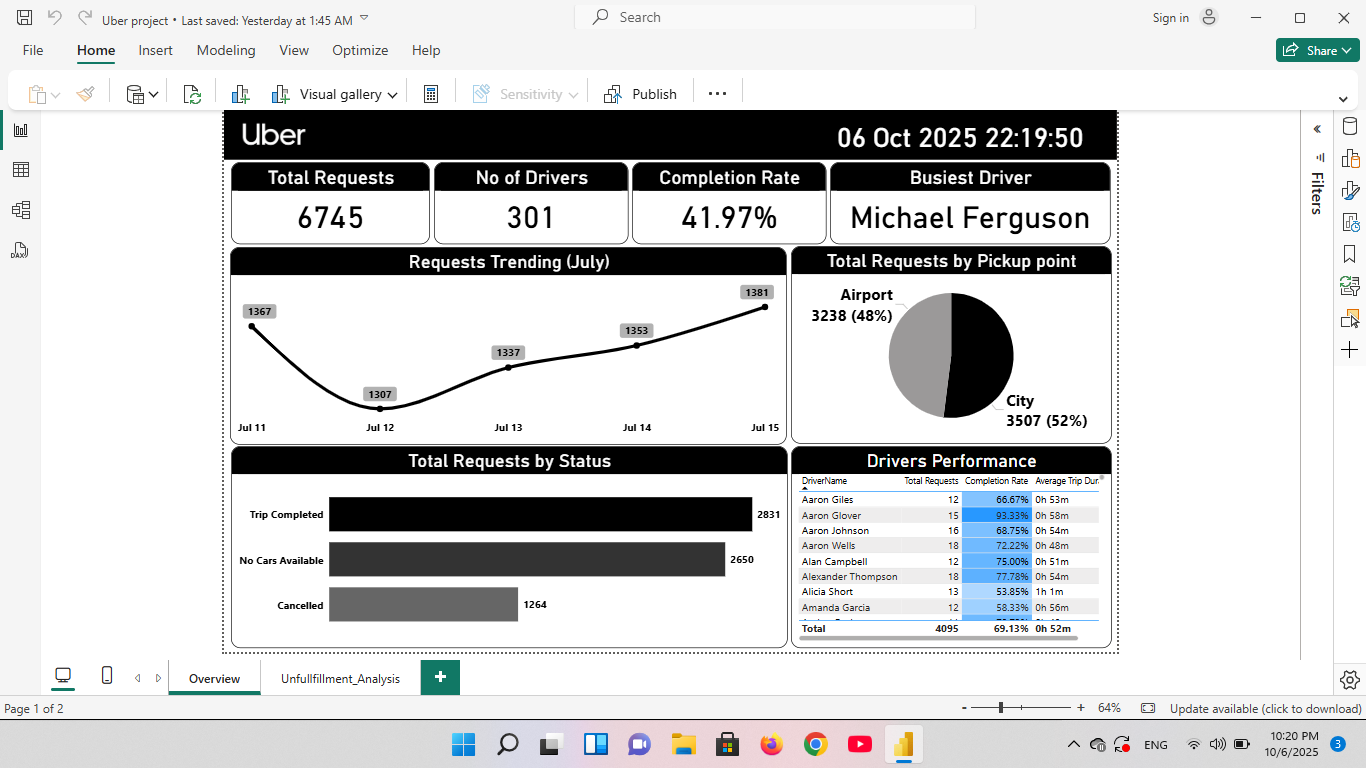 Uber project • Last saved: Yesterday at 1:45 AM
Search
Sign in
File Home Insert Modeling View Optimize Help
Share
Visual gallery
Sensitivity
Publish
Uber
06 Oct 2025 22:19:50
Total Requests
6745
No of Drivers
301
Completion Rate
41.97%
Busiest Driver
Michael Ferguson
Requests Trending (July)
1367
1307
1337
1353
1381
Jul 11 Jul 12 Jul 13 Jul 14 Jul 15
Total Requests by Pickup point
Airport
3238 (48%)
City
3507 (52%)
Total Requests by Status
Trip Completed 2831
No Cars Available 2650
Cancelled 1264
Drivers Performance
DriverName Total Requests Completion Rate Average Trip Dur
Aaron Giles 12 66.67% 0h 53m
Aaron Glover 15 93.33% 0h 58m
Aaron Johnson 16 68.75% 0h 54m
Aaron Wells 18 72.22% 0h 48m
Alan Campbell 12 75.00% 0h 51m
Alexander Thompson 18 77.78% 0h 54m
Alicia Short 13 53.85% 1h 1m
Amanda Garcia 12 58.33% 0h 56m
Total 4095 69.13% 0h 52m
Filters
DAX
Overview
Unfullfillment_Analysis
Page 1 of 2
64%
Update available (click to download)
ENG
10:20 PM
10/6/2025
3